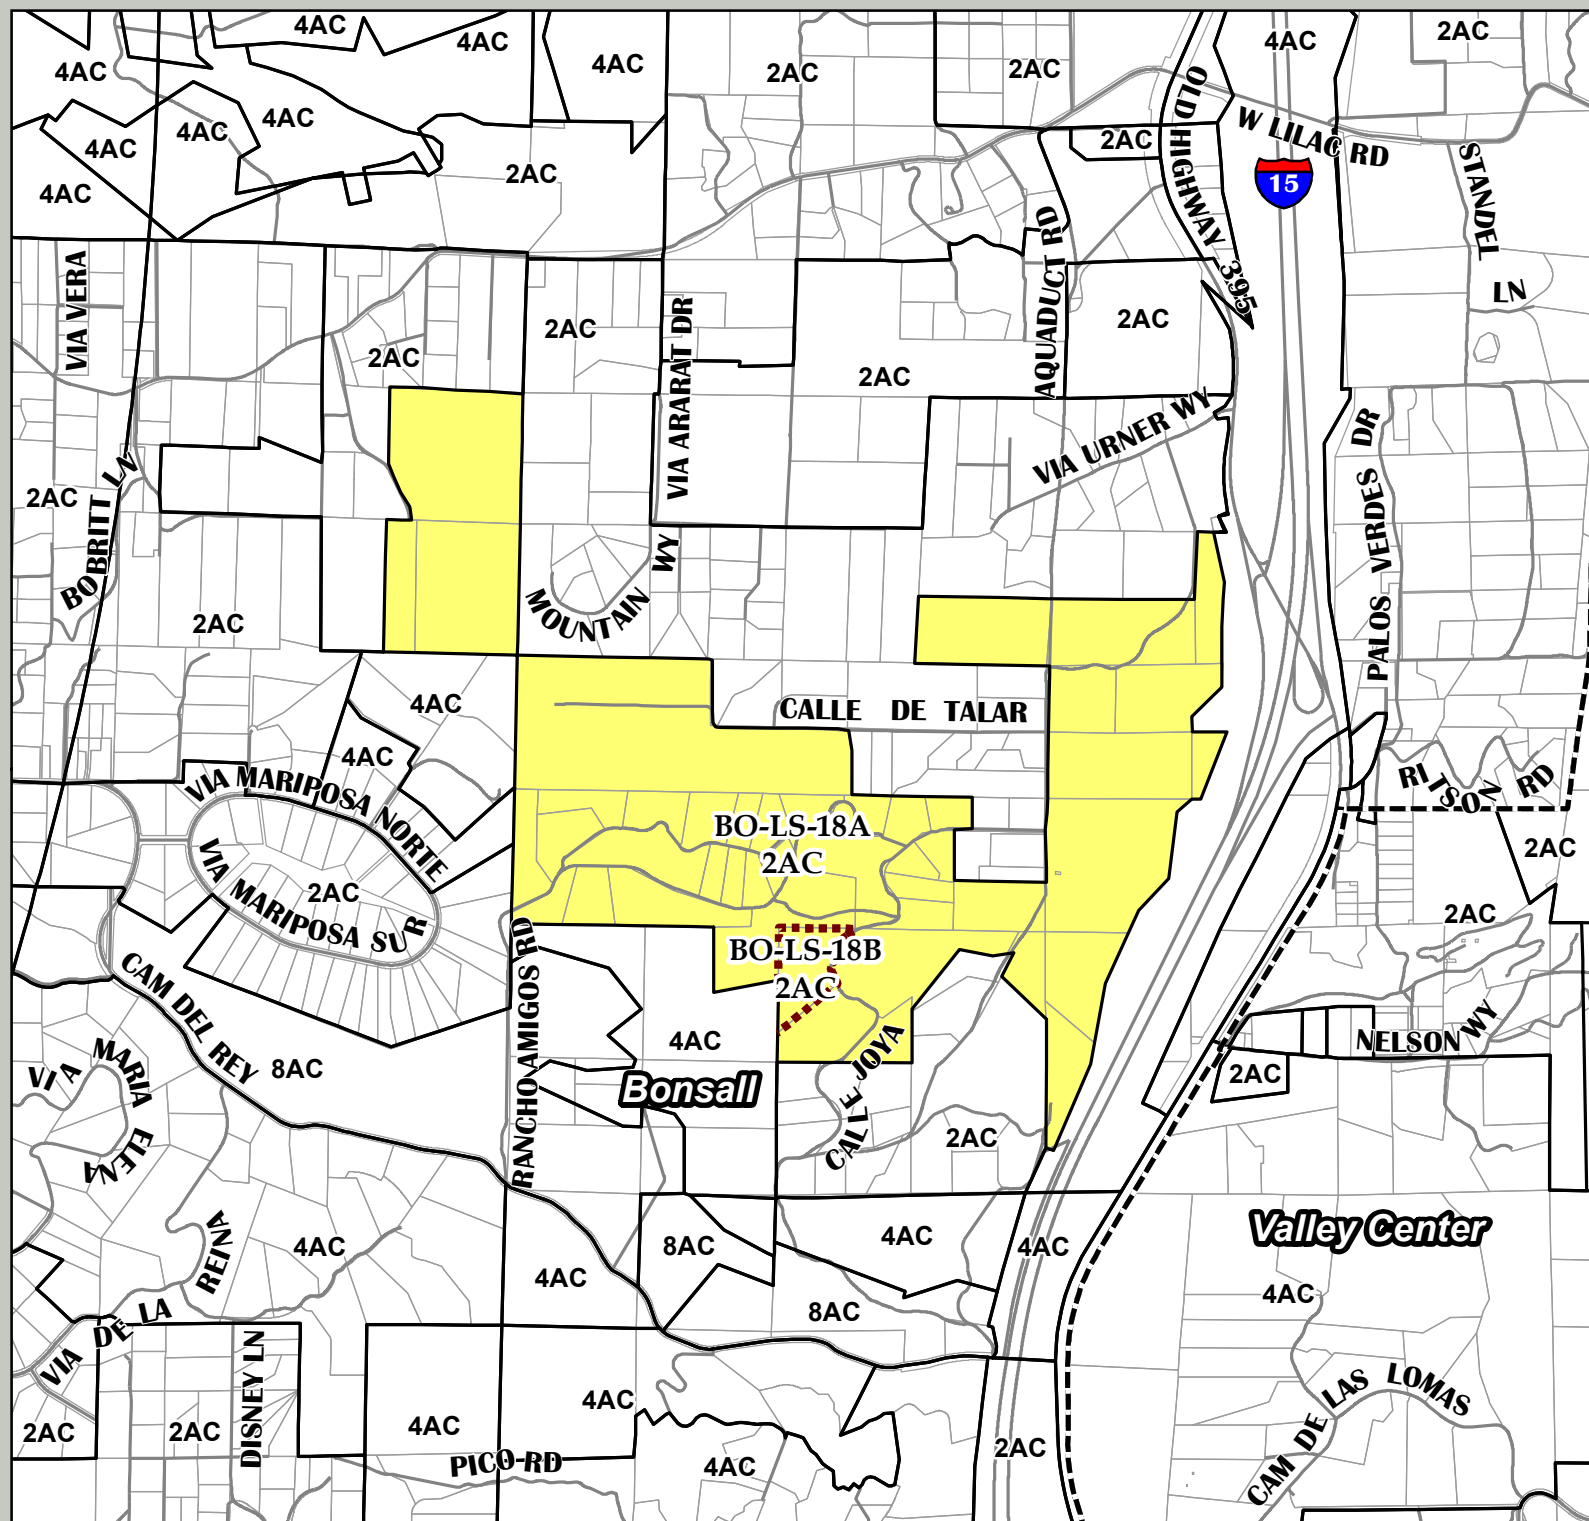 4AC
4AC
4AC
2AC
2AC
4AC
2AC
4AC
4AC
4AC
4AC
4AC
2AC
2AC
OLD HIGHWAY 395
W LILAC RD
15
STANDEL LN
VIA VERA
2AC
2AC
VIA ARARAT DR
2AC
AQUADUCT RD
2AC
VIA URNER WY
PALOS VERDES DR
2AC
BOBRITT LN
2AC
MOUNTAIN WY
4AC
4AC
CALLE DE TALAR
RITSON RD
VIA MARIPOSA NORTE
2AC
VIA MARIPOSA SUR
BO-LS-18A
2AC
BO-LS-18B
2AC
2AC
2AC
CAM DEL REY
8AC
RANCHO AMIGOS RD
4AC
Bonsall
CALLE JOYA
2AC
NELSON WY
2AC
VIA MARIA ELENA
Valley Center
4AC
REINA
4AC
8AC
4AC
4AC
4AC
8AC
VIA DE LA
DISNEY LN
2AC
2AC
4AC
4AC
PICO RD
4AC
2AC
CAM DE LAS LOMAS